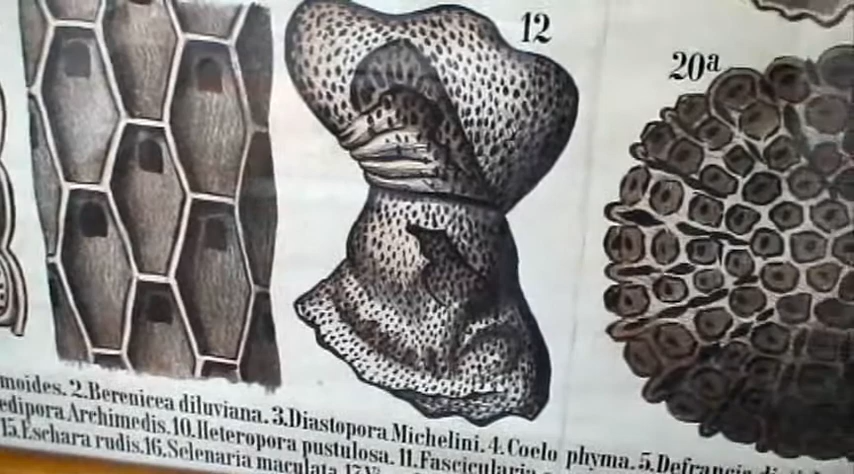 12
20a
moides. 2.Berenicea diluviana. 3.Diastopora Michelini. 4.Coelo phyma. 5.Defrancia
edipora Archimedis. 10.Heteropora pustulosa. 11.Fascicularia
15.Eschara rudis. 16.Selenaria maculata. 17.